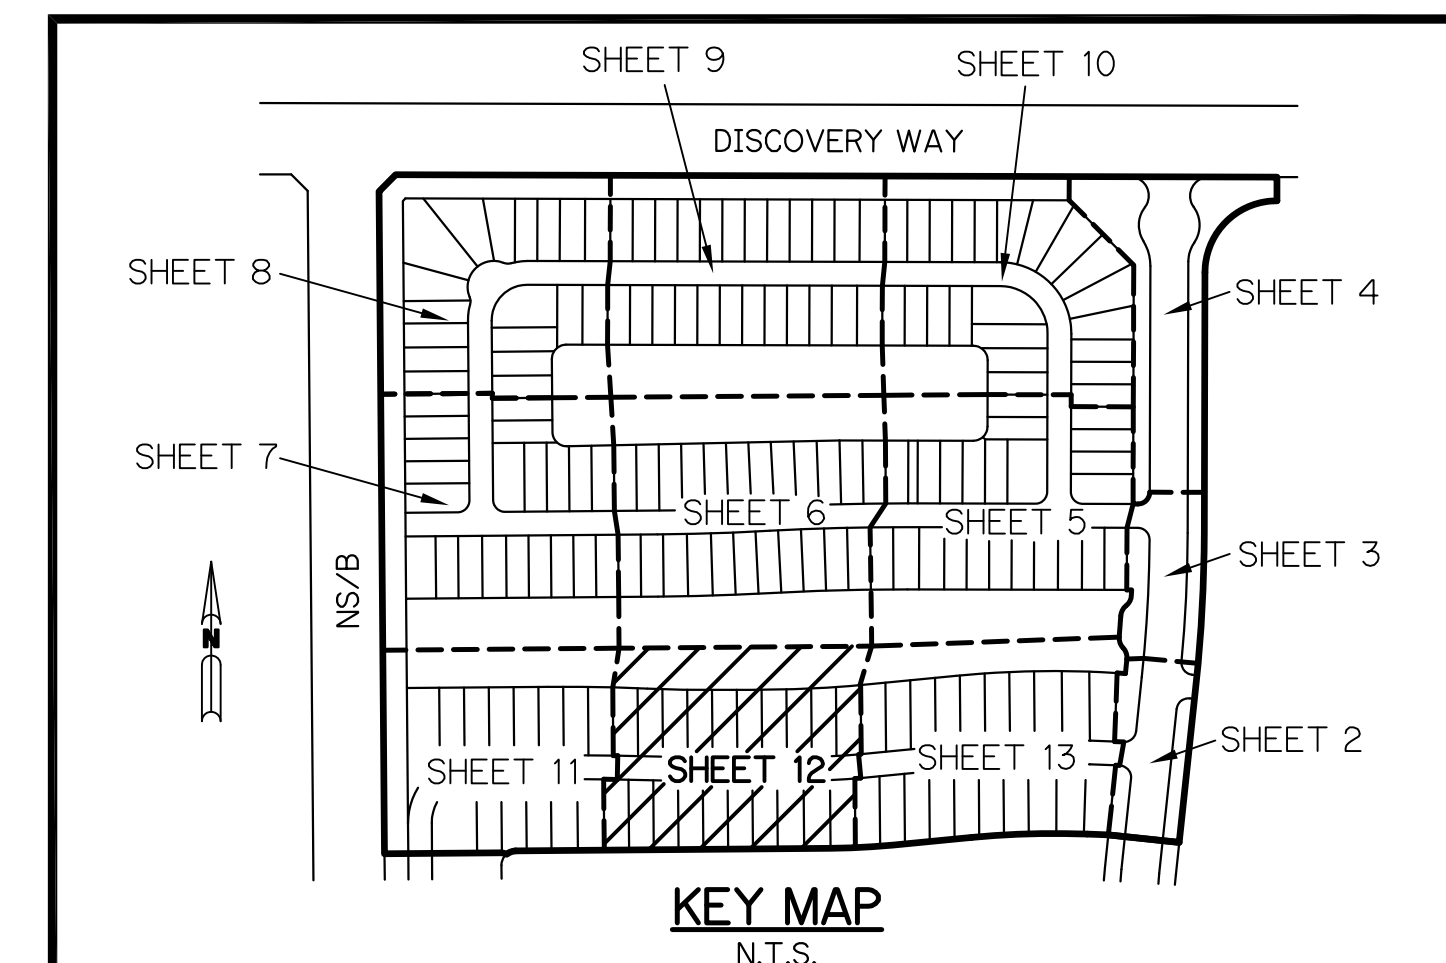 SHEET 9
SHEET 10
DISCOVERY WAY
SHEET 8
SHEET 4
SHEET 7
SHEET 6
SHEET 5
SHEET 3
NS/B
N
SHEET 2
SHEET 11
SHEET 12
SHEET 13
KEY MAP
N.T.S.